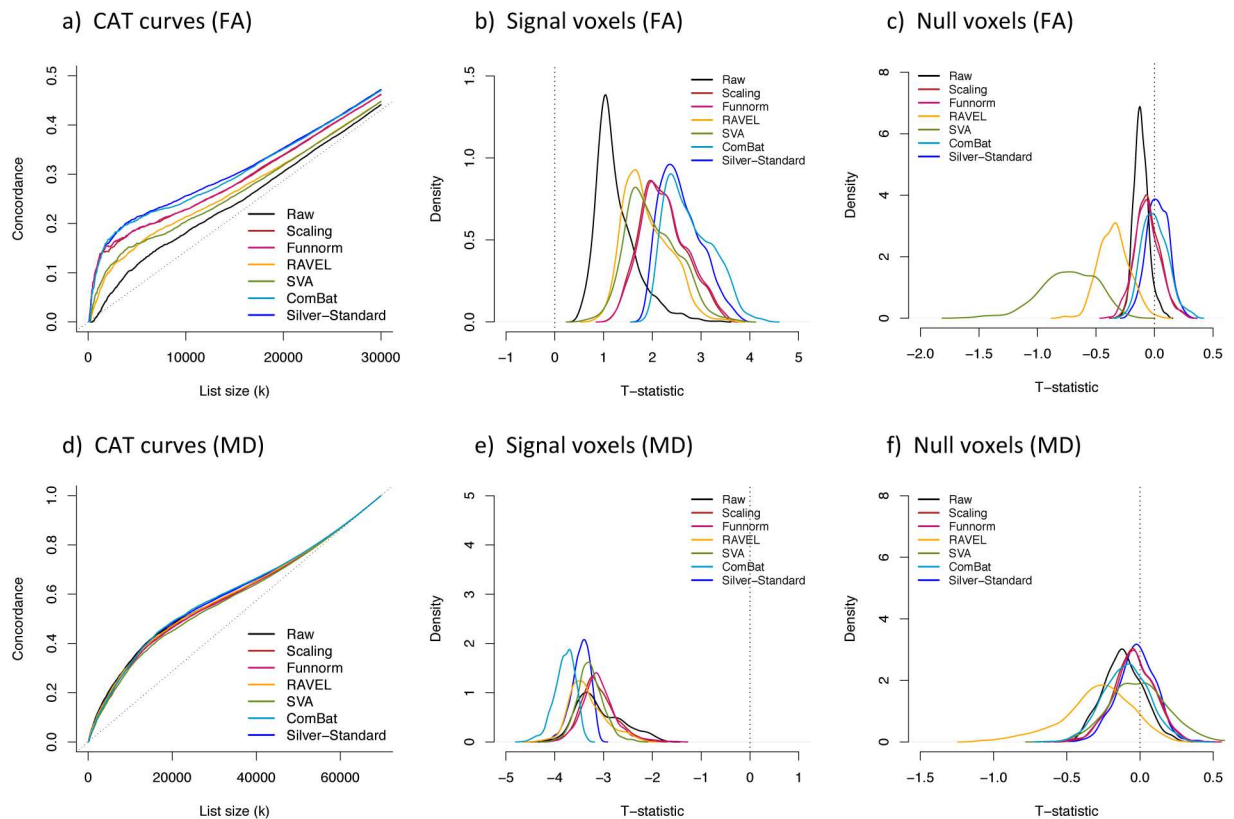 a) CAT curves (FA)
0.0 0.1 0.2 0.3 0.4 0.5
Concordance
Raw
Scaling
Funnorm
RAVEL
SVA
ComBat
Silver−Standard
0 10000 20000 30000
List size (k)
b) Signal voxels (FA)
0.0 0.5 1.0 1.5
Density
Raw
Scaling
Funnorm
RAVEL
SVA
ComBat
Silver−Standard
−1 0 1 2 3 4 5
T−statistic
c) Null voxels (FA)
0 2 4 6 8
Density
Raw
Scaling
Funnorm
RAVEL
SVA
ComBat
Silver−Standard
−2.0 −1.5 −1.0 −0.5 0.0 0.5
T−statistic
d) CAT curves (MD)
0.0 0.2 0.4 0.6 0.8 1.0
Concordance
Raw
Scaling
Funnorm
RAVEL
SVA
ComBat
Silver−Standard
0 20000 40000 60000
List size (k)
e) Signal voxels (MD)
0 1 2 3 4 5
Density
Raw
Scaling
Funnorm
RAVEL
SVA
ComBat
Silver−Standard
−5 −4 −3 −2 −1 0 1
T−statistic
f) Null voxels (MD)
0 2 4 6 8
Density
Raw
Scaling
Funnorm
RAVEL
SVA
ComBat
Silver−Standard
−1.5 −1.0 −0.5 0.0 0.5
T−statistic